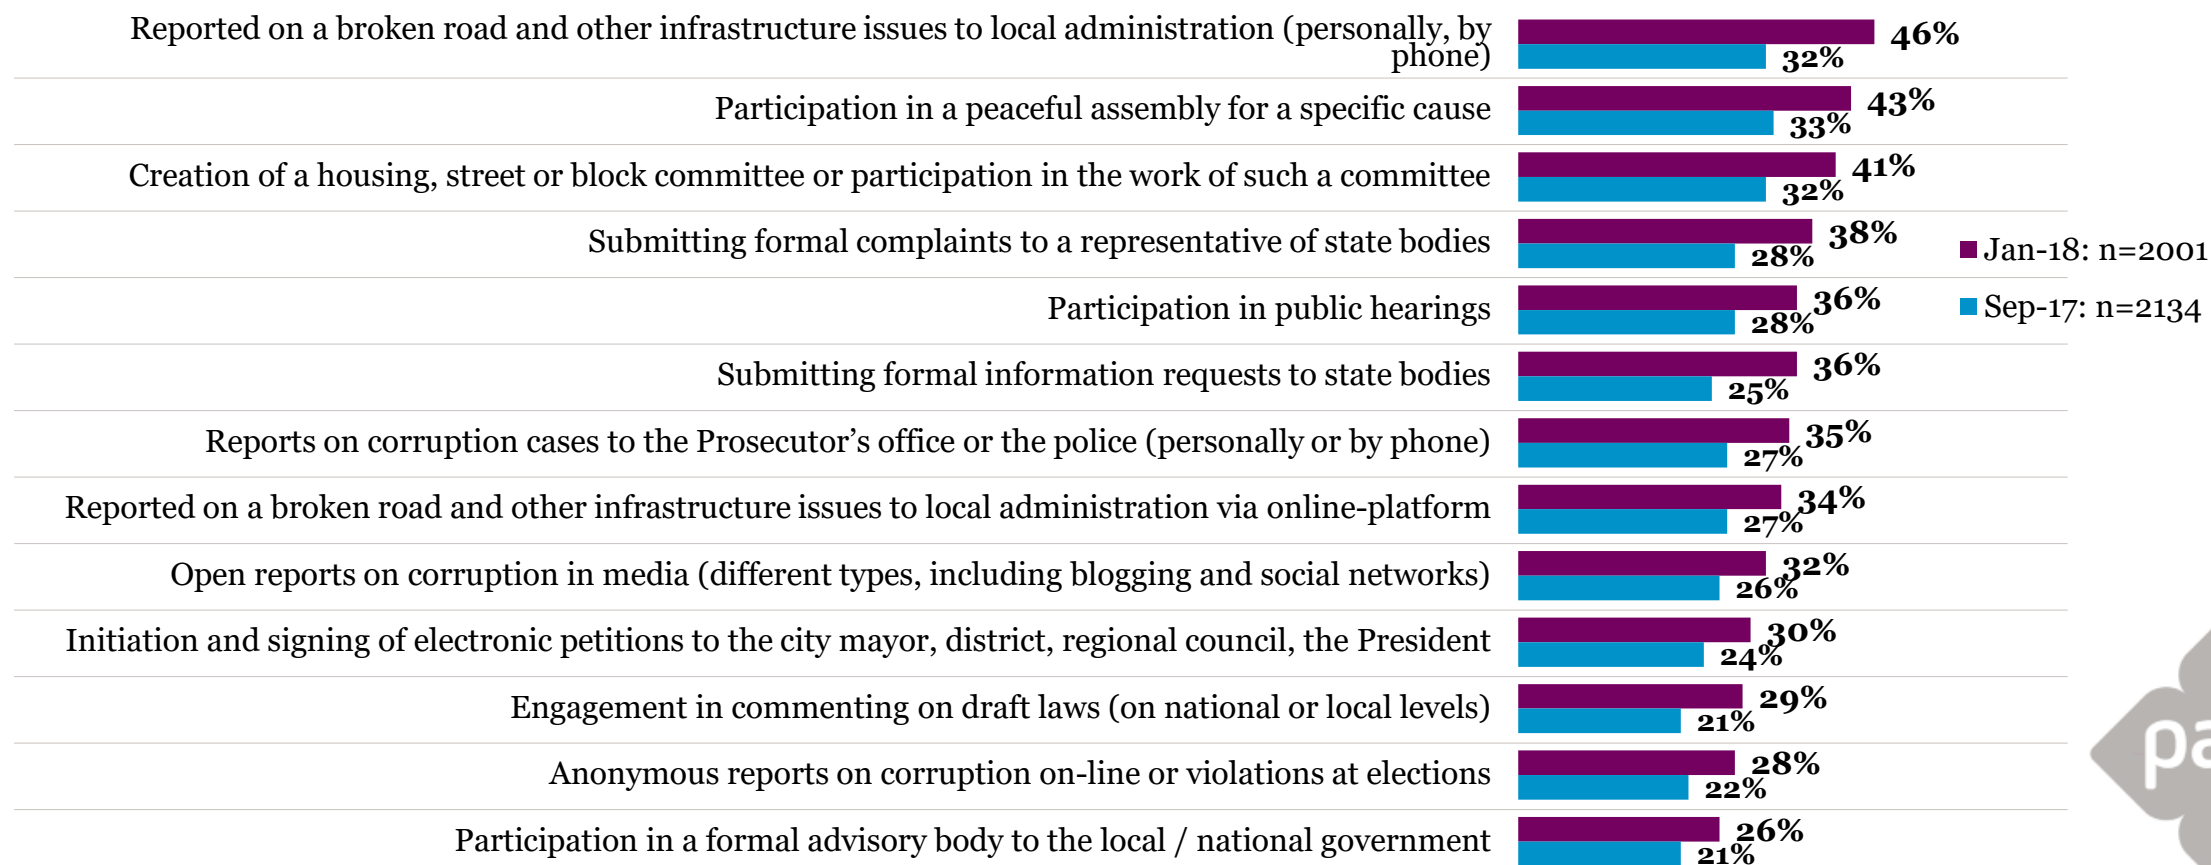 Reported on a broken road and other infrastructure issues to local administration (personally, by
phone)
46%
32%
Participation in a peaceful assembly for a specific cause
43%
33%
Creation of a housing, street or block committee or participation in the work of such a committee
41%
32%
Submitting formal complaints to a representative of state bodies
38%
28%
Jan-18: n=2001
Participation in public hearings
36%
28%
Sep-17: n=2134
Submitting formal information requests to state bodies
36%
25%
Reports on corruption cases to the Prosecutor’s office or the police (personally or by phone)
35%
27%
Reported on a broken road and other infrastructure issues to local administration via online-platform
34%
27%
Open reports on corruption in media (different types, including blogging and social networks)
32%
26%
Initiation and signing of electronic petitions to the city mayor, district, regional council, the President
30%
24%
Engagement in commenting on draft laws (on national or local levels)
29%
21%
Anonymous reports on corruption on-line or violations at elections
28%
22%
Participation in a formal advisory body to the local / national government
26%
21%